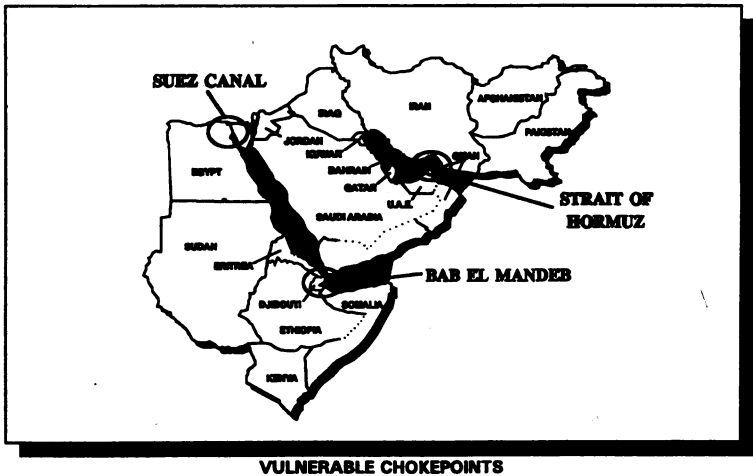 SUEZ CANAL
IRAQ
IRAN
AFGHANISTAN
PAKISTAN
JORDAN
KUWAIT
OMAN
BAHRAIN
QATAR
EGYPT
U.A.E.
STRAIT OF
HORMUZ
SAUDI ARABIA
SUDAN
ERITREA
BAB EL MANDEB
DJIBOUTI
SOMALIA
ETHIOPIA
KENYA
VULNERABLE CHOKEPOINTS